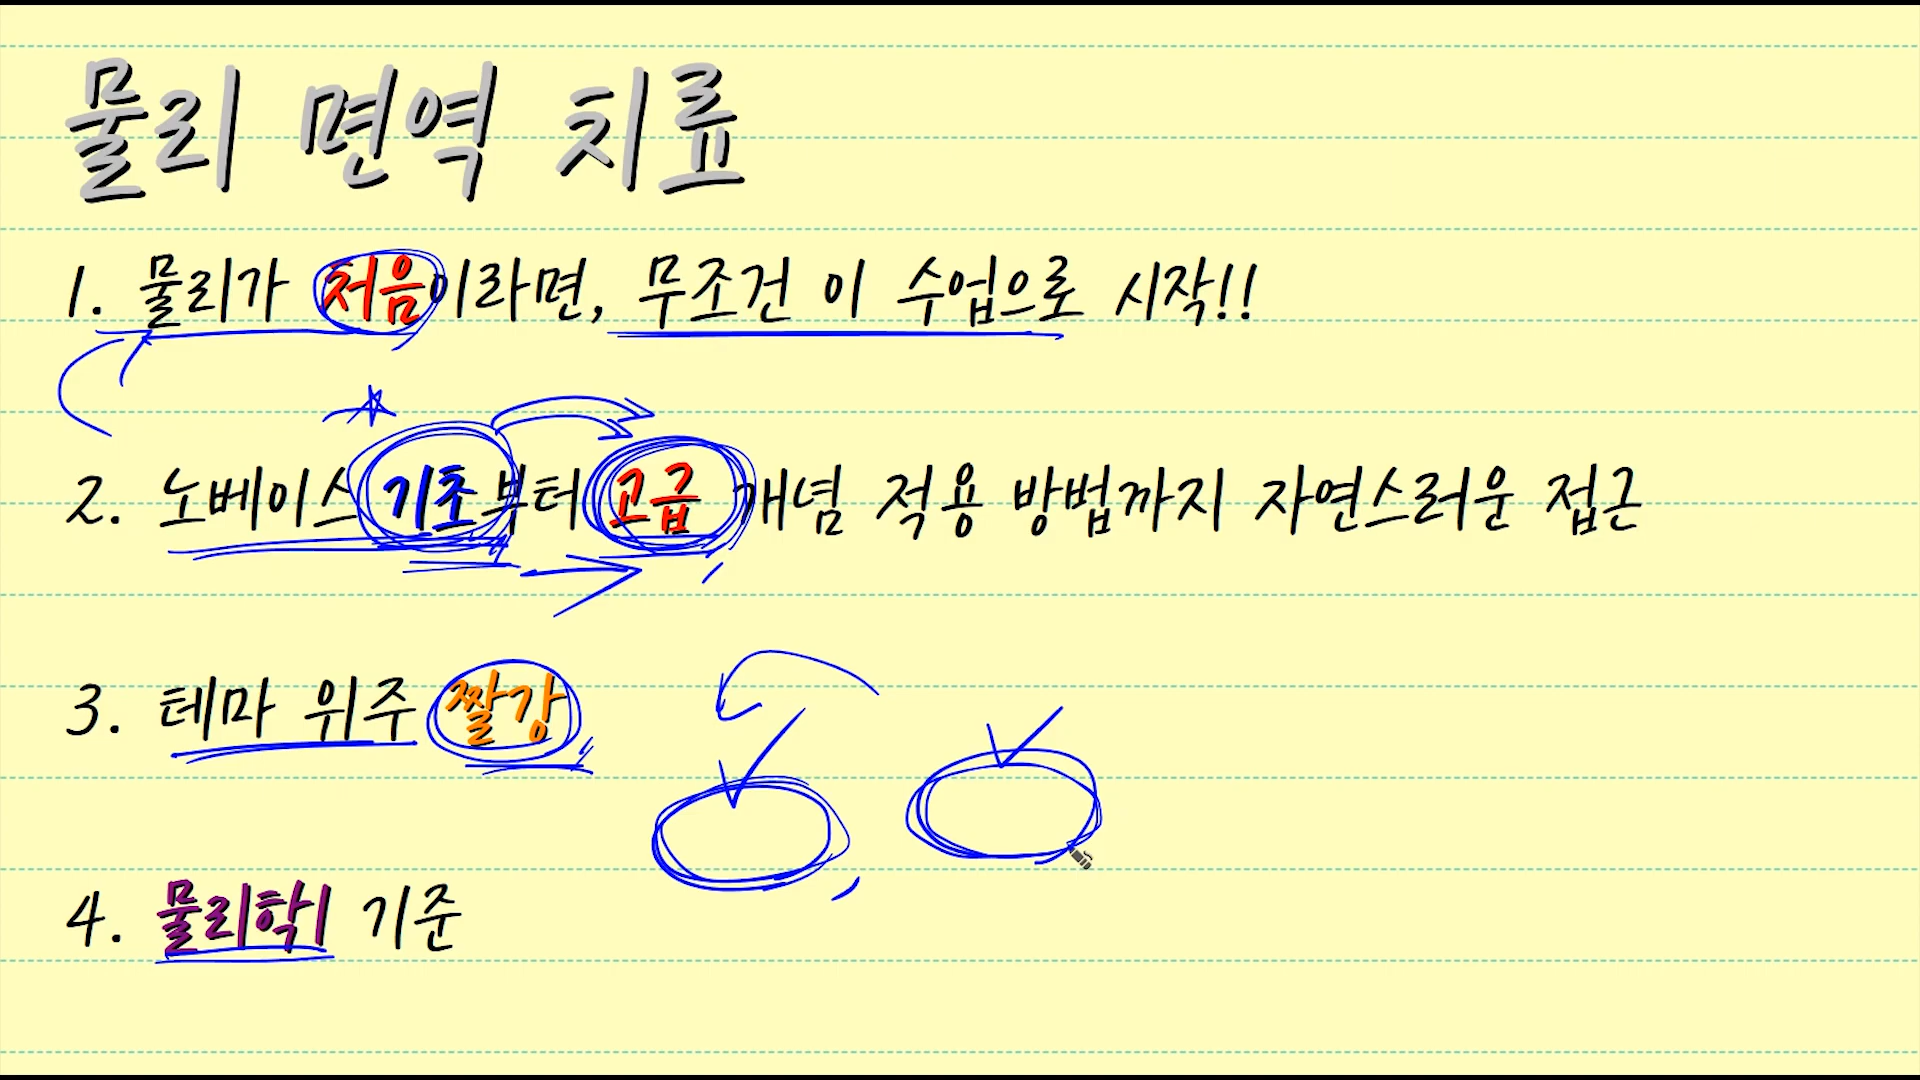 물리 면역 치료
1. 물리가 처음이라면, 무조건 이 수업으로 시작!!
2. 노베이스 기초부터 고급 개념 적용 방법까지 자연스러운 접근
3. 테마 위주 짤강
4. 물리학1 기준